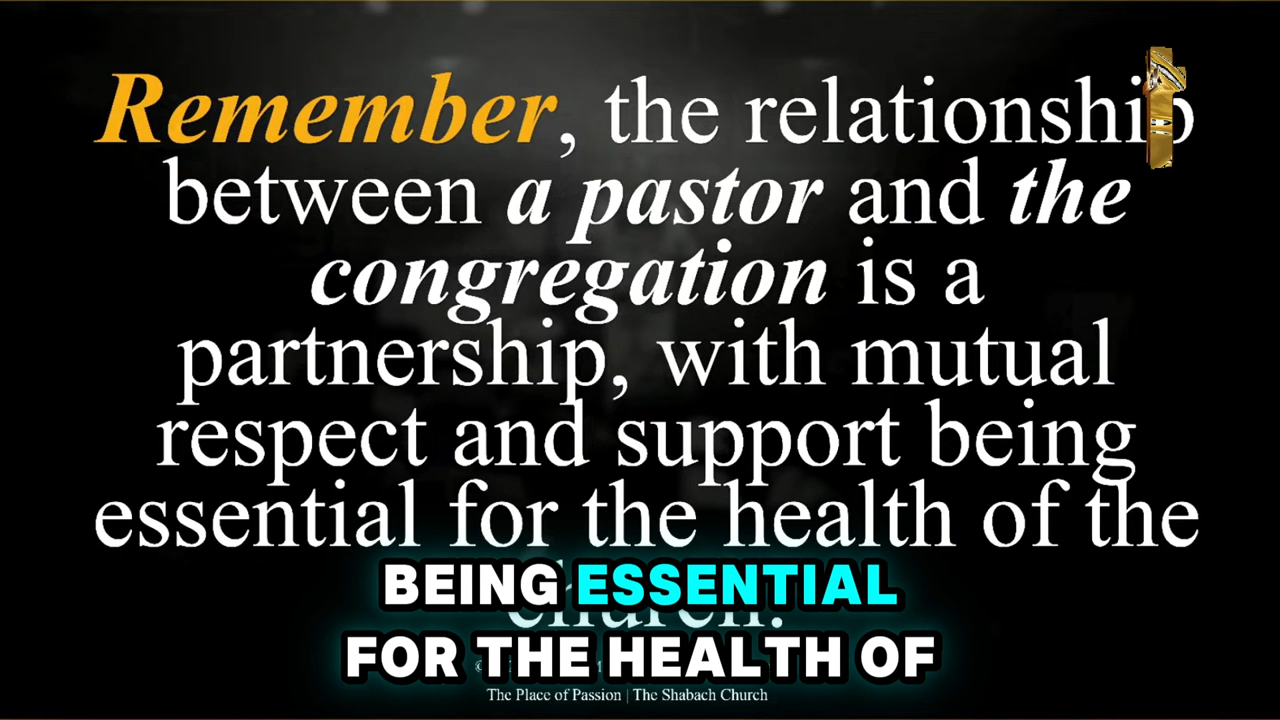 Remember, the relationship
between a pastor and the
congregation is a
partnership, with mutual
respect and support being
essential for the health of the
church.
BEING ESSENTIAL
FOR THE HEALTH OF
The Place of Passion | The Shabach Church